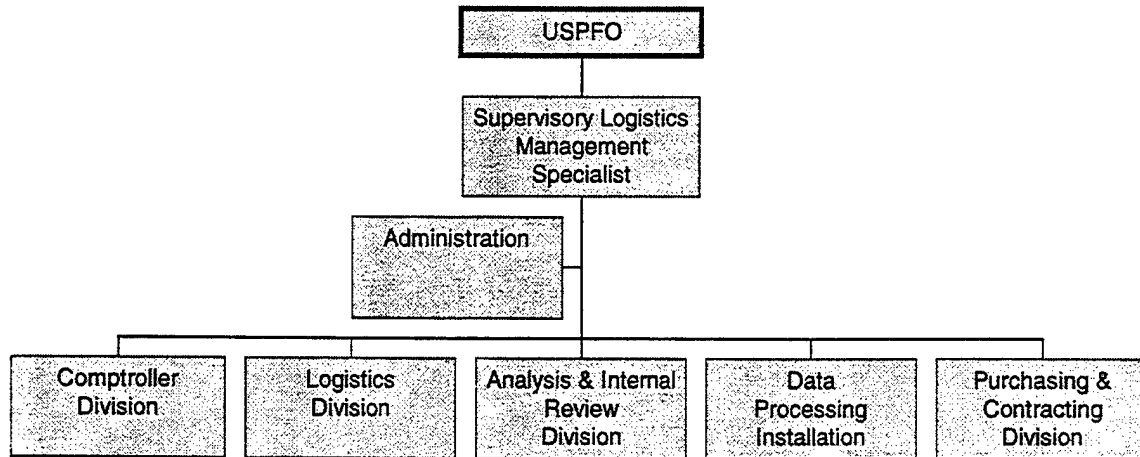 USPFO
Supervisory Logistics
Management
Specialist
Administration
Comptroller
Division
Logistics
Division
Analysis & Internal
Review
Division
Data
Processing
Installation
Purchasing &
Contracting
Division